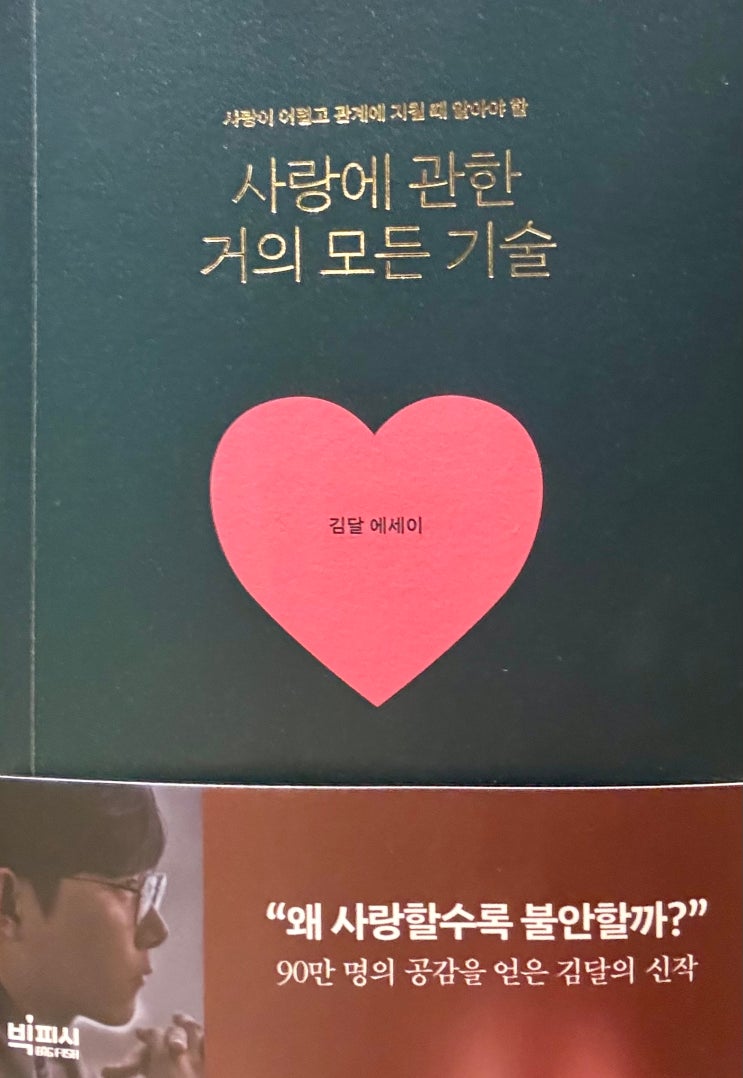 사랑이 어렵고 관계에 지칠 때 알아야 할
사랑에 관한
거의 모든 기술
김달 에세이
“왜 사랑할수록 불안할까?”
90만 명의 공감을 얻은 김달의 신작
빅피시
BIG FISH